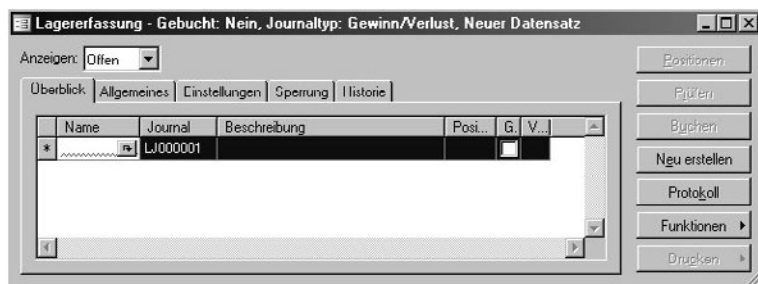 Lagererfassung - Gebucht: Nein, Journaltyp: Gewinn/Verlust, Neuer Datensatz
Anzeigen: Offen
Überblick Allgemeines Einstellungen Sperrung Historie
Name Journal Beschreibung Posi... G. V...
* LJ000001
Positionen
Prüfen
Buchen
Neu erstellen
Protokoll
Funktionen
Drucken